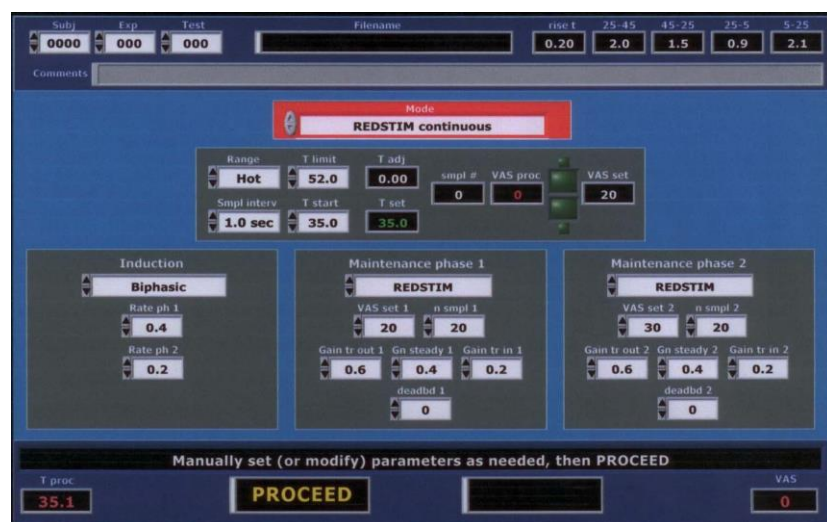 Subj Exp Test Filename rise t 25-45 45-25 25-5 5-25
0000 000 000 0.20 2.0 1.5 0.9 2.1
Comments
Mode
REDSTIM continuous
Range T limit T adj smpl # VAS proc VAS set
Hot 52.0 0.00 0 0 20
Smpl interv T start T set
1.0 sec 35.0 35.0
Induction
Biphasic
Rate ph 1
0.4
Rate ph 2
0.2
Maintenance phase 1
REDSTIM
VAS set 1 n smpl 1
20 20
Gain tr out 1 Gn steady 1 Gain tr in 1
0.6 0.4 0.2
deadbd 1
0
Maintenance phase 2
REDSTIM
VAS set 2 n smpl 2
30 20
Gain tr out 2 Gn steady 2 Gain tr in 2
0.6 0.4 0.2
deadbd 2
0
Manually set (or modify) parameters as needed, then PROCEED
T proc VAS
35.1 PROCEED 0